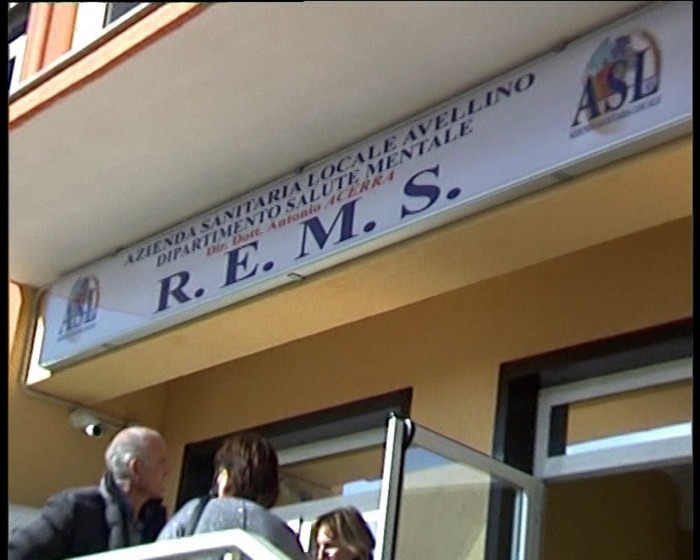 AZIENDA SANITARIA LOCALE AVELLINO
DIPARTIMENTO SALUTE MENTALE
Dir. Dott. Antonio ACERRA
R. E. M. S.
ASL
ASL